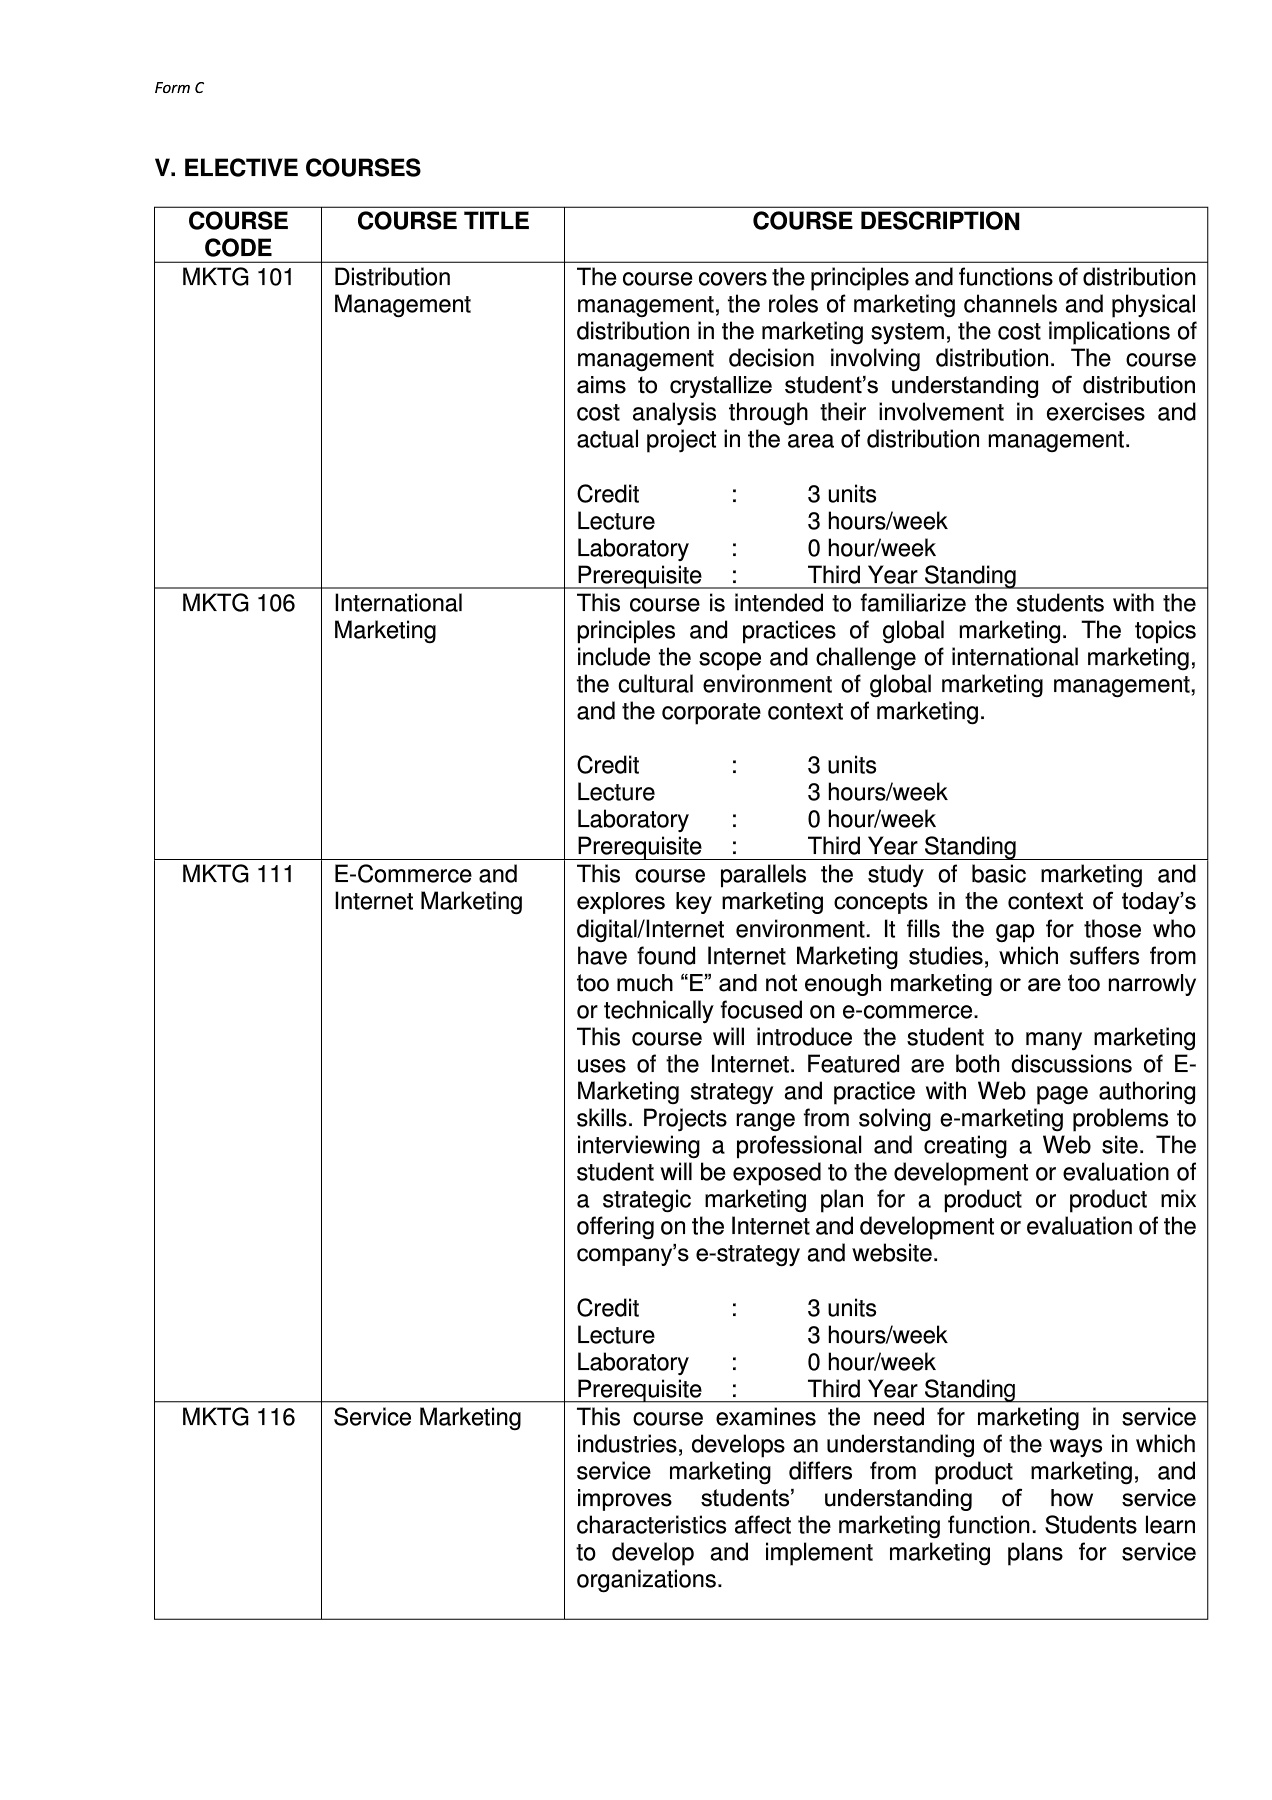 Form C
V. ELECTIVE COURSES
COURSE CODE COURSE TITLE COURSE DESCRIPTION
MKTG 101 Distribution Management
The course covers the principles and functions of distribution
management, the roles of marketing channels and physical
distribution in the marketing system, the cost implications of
management decision involving distribution. The course
aims to crystallize student’s understanding of distribution
cost analysis through their involvement in exercises and
actual project in the area of distribution management.
Credit : 3 units
Lecture 3 hours/week
Laboratory : 0 hour/week
Prerequisite : Third Year Standing
MKTG 106 International Marketing
This course is intended to familiarize the students with the
principles and practices of global marketing. The topics
include the scope and challenge of international marketing,
the cultural environment of global marketing management,
and the corporate context of marketing.
Credit : 3 units
Lecture 3 hours/week
Laboratory : 0 hour/week
Prerequisite : Third Year Standing
MKTG 111 E-Commerce and Internet Marketing
This course parallels the study of basic marketing and
explores key marketing concepts in the context of today’s
digital/Internet environment. It fills the gap for those who
have found Internet Marketing studies, which suffers from
too much “E” and not enough marketing or are too narrowly
or technically focused on e-commerce.
This course will introduce the student to many marketing
uses of the Internet. Featured are both discussions of E-
Marketing strategy and practice with Web page authoring
skills. Projects range from solving e-marketing problems to
interviewing a professional and creating a Web site. The
student will be exposed to the development or evaluation of
a strategic marketing plan for a product or product mix
offering on the Internet and development or evaluation of the
company’s e-strategy and website.
Credit : 3 units
Lecture 3 hours/week
Laboratory : 0 hour/week
Prerequisite : Third Year Standing
MKTG 116 Service Marketing
This course examines the need for marketing in service
industries, develops an understanding of the ways in which
service marketing differs from product marketing, and
improves students’ understanding of how service
characteristics affect the marketing function. Students learn
to develop and implement marketing plans for service
organizations.